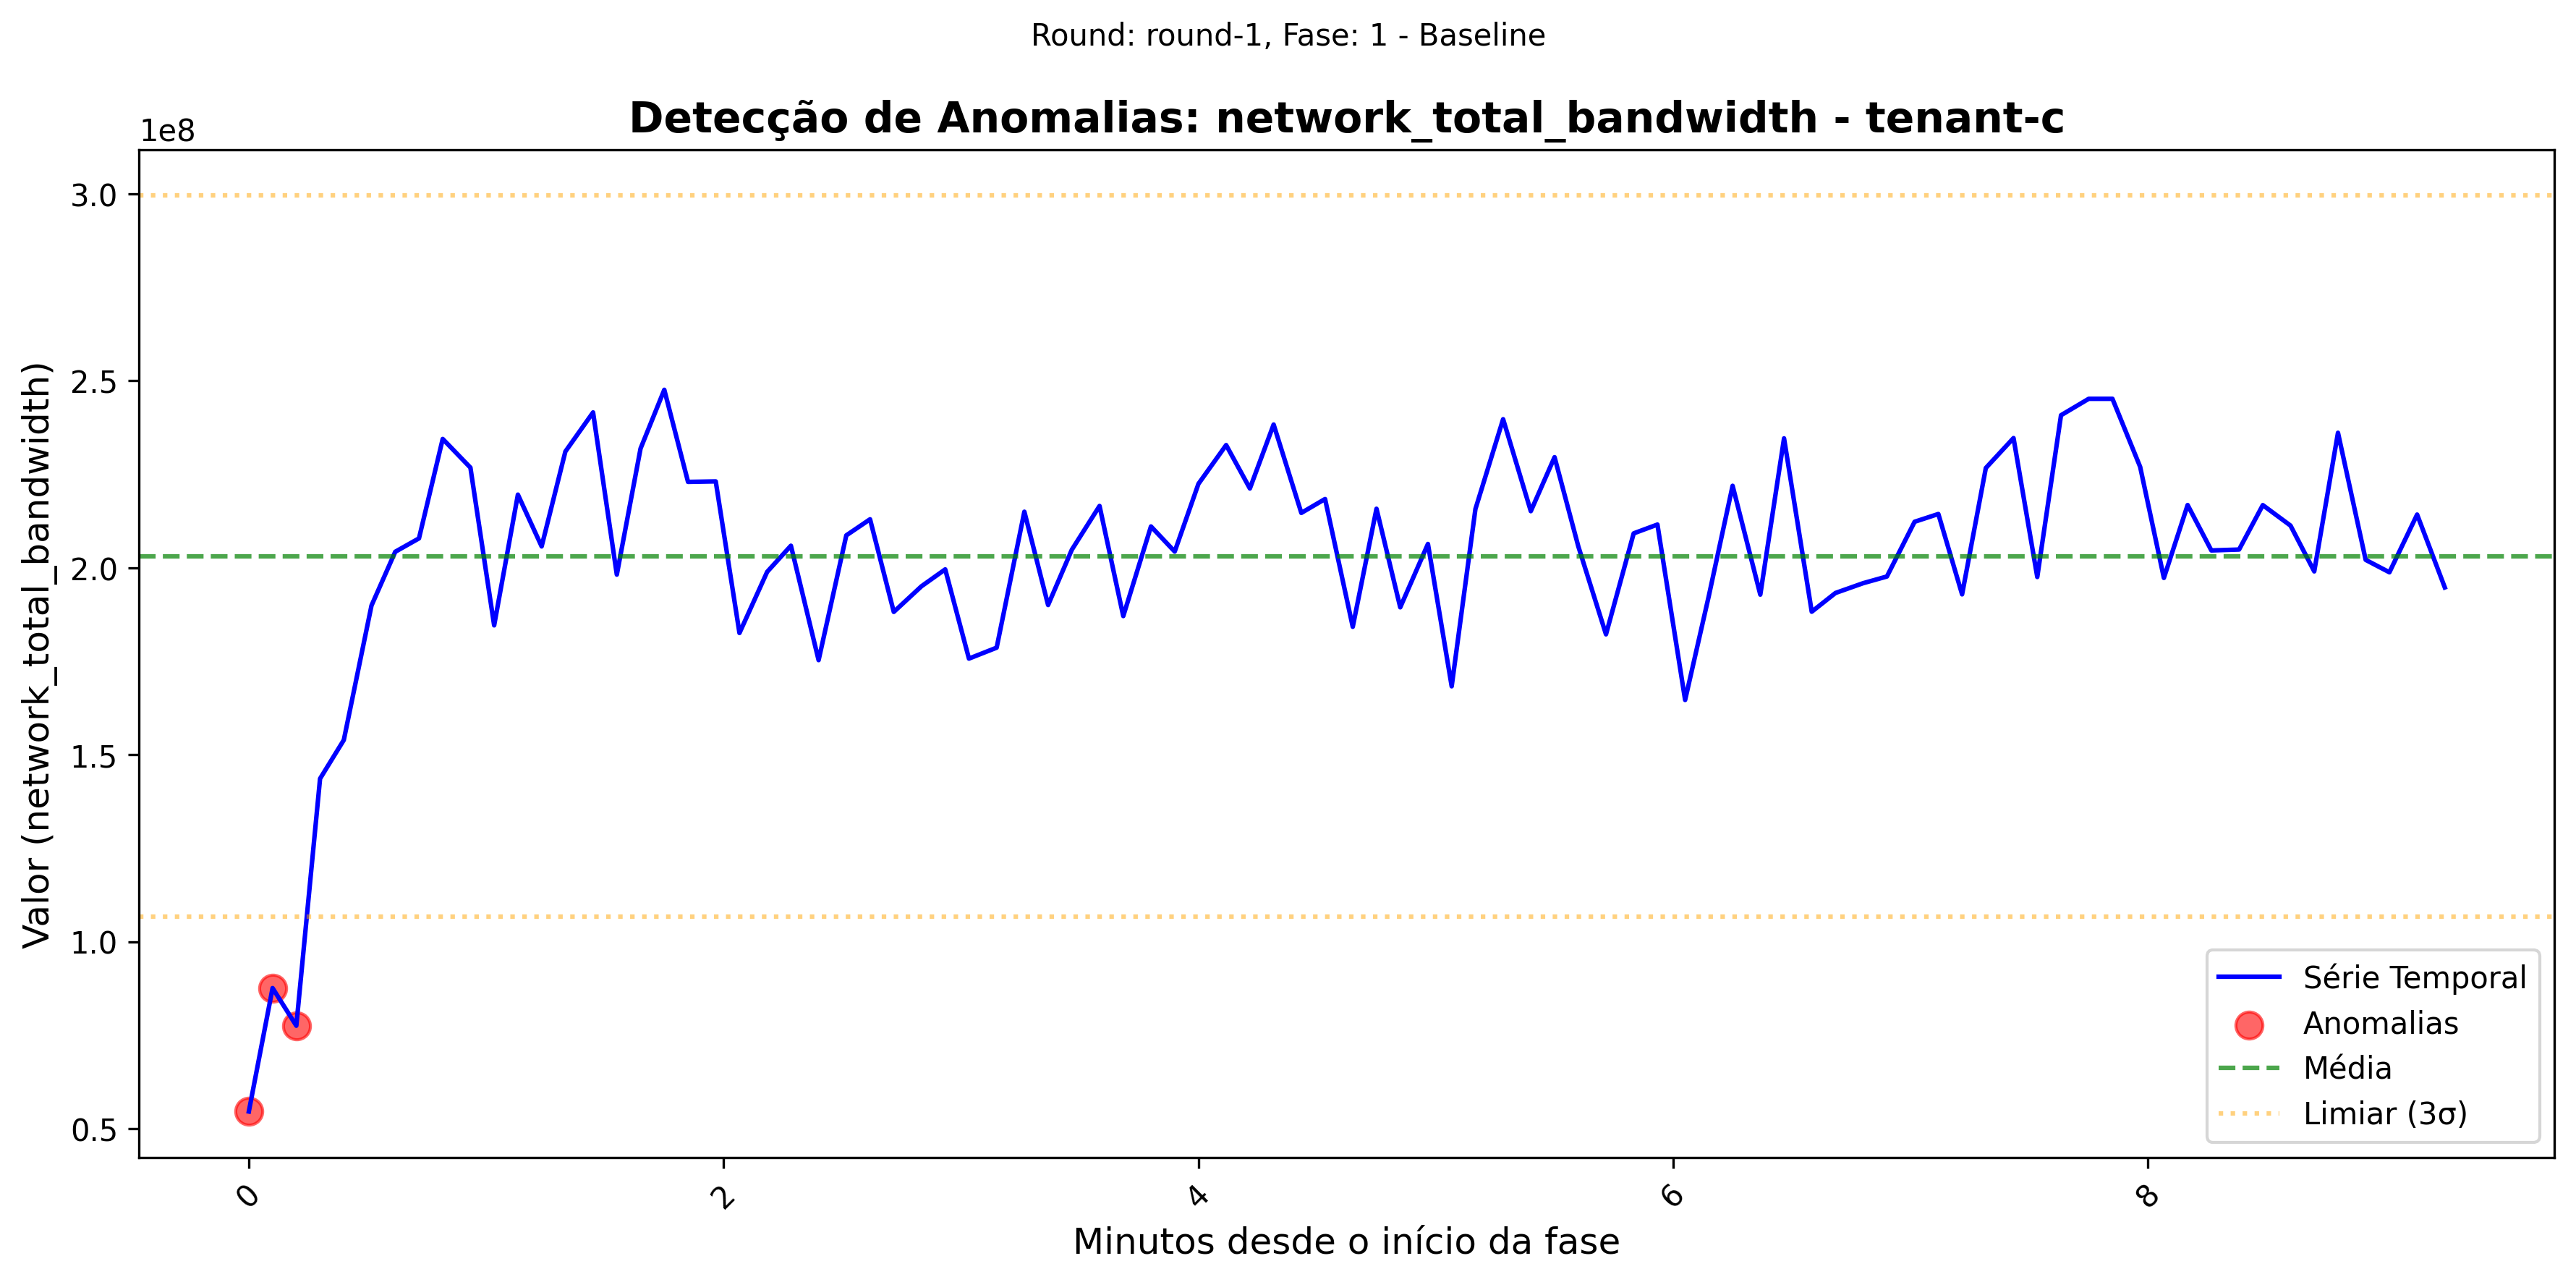 Round: round-1, Fase: 1 - Baseline
Detecção de Anomalias: network_total_bandwidth - tenant-c
1e8
3.0
2.5
2.0
1.5
1.0
0.5
Valor (network_total_bandwidth)
0
2
4
6
8
Minutos desde o início da fase
Série Temporal
Anomalias
Média
Limiar (3σ)